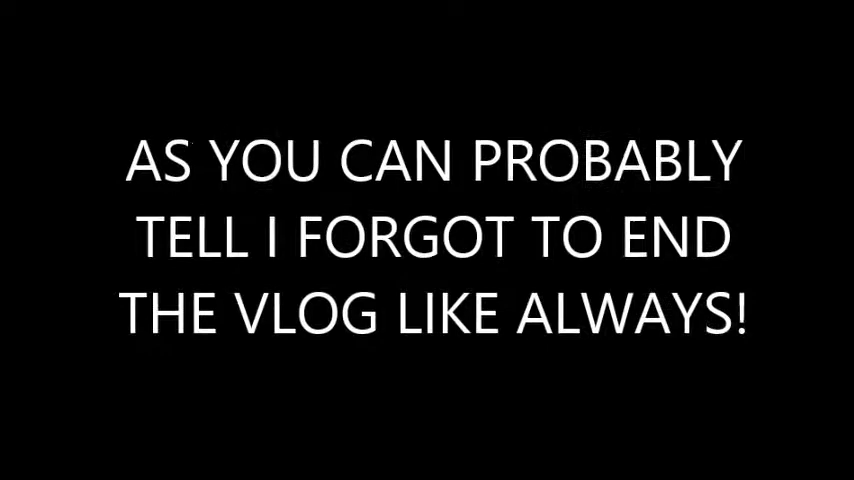 AS YOU CAN PROBABLY
TELL I FORGOT TO END
THE VLOG LIKE ALWAYS!